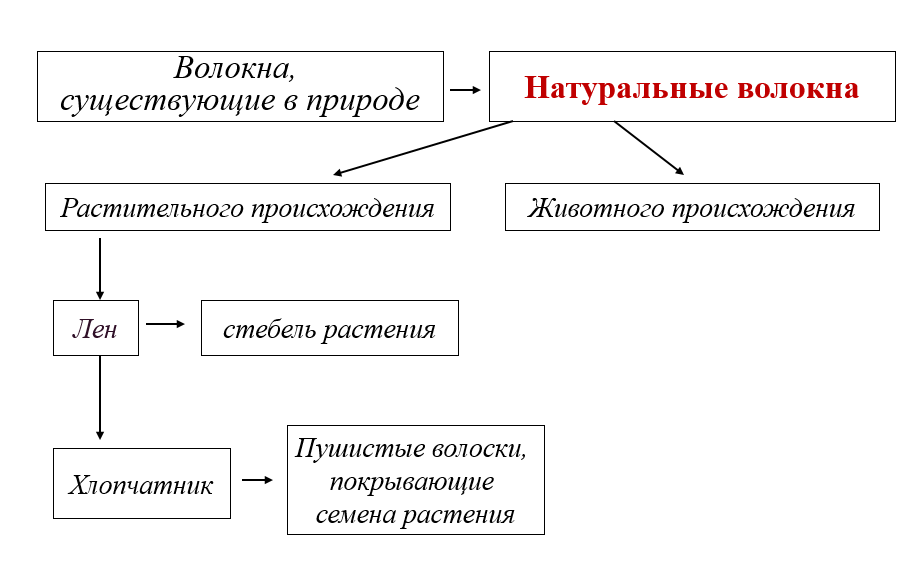 Волокна,
существующие в природе
Натуральные волокна
Растительного происхождения
Животного происхождения
Лен
стебель растения
Хлопчатник
Пушистые волоски,
покрывающие
семена растения